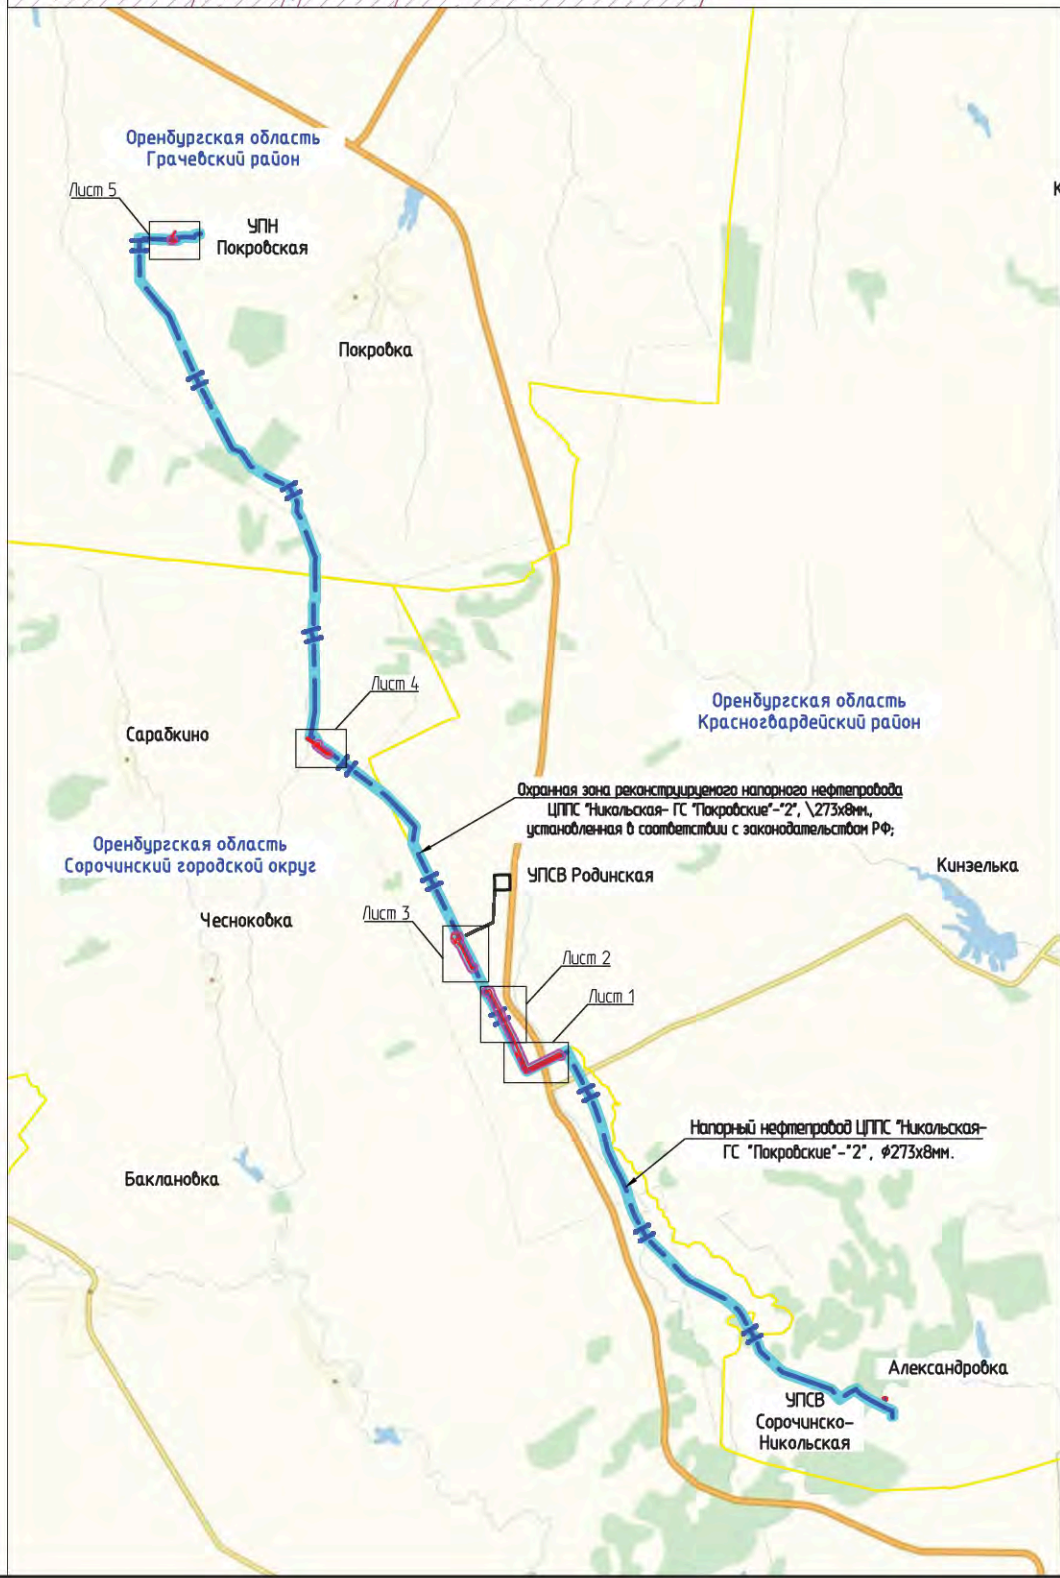 Оренбургская область
Грачевский район
Лист 5
УПН
Покровская
К
Покровка
Лист 4
Оренбургская область
Красногвардейский район
Сарабкино
Охранная зона реконструируемого напорного нефтепровода
ЦППС "Никольская- ГС "Покровские"-"2", \273х8мм.,
установленная в соответствии с законодательством РФ;
Оренбургская область
Сорочинский городской округ
УПСВ Родинская
Кинзелька
Чесноковка
Лист 3
Лист 2
Лист 1
Напорный нефтепровод ЦППС "Никольская-
ГС "Покровские"-"2", ⌀273х8мм.
Баклановка
Александровка
УПСВ
Сорочинско-
Никольская